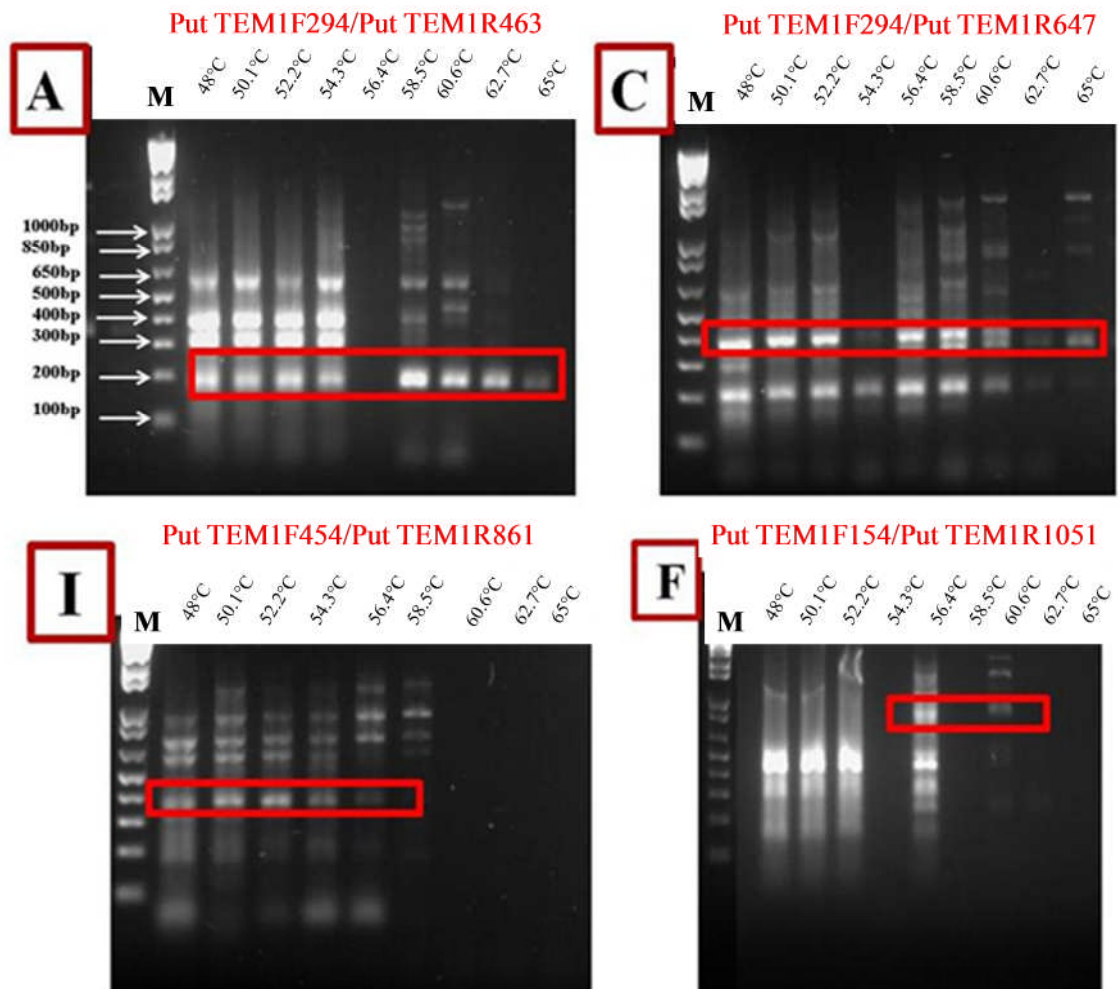 Put TEM1F294/Put TEM1R463
A
M 48°C 50.1°C 52.2°C 54.3°C 56.4°C 58.5°C 60.6°C 62.7°C 65°C
1000bp
850bp
650bp
500bp
400bp
300bp
200bp
100bp
Put TEM1F294/Put TEM1R647
C
M 48°C 50.1°C 52.2°C 54.3°C 56.4°C 58.5°C 60.6°C 62.7°C 65°C
Put TEM1F454/Put TEM1R861
I
M 48°C 50.1°C 52.2°C 54.3°C 56.4°C 58.5°C 60.6°C 62.7°C 65°C
Put TEM1F154/Put TEM1R1051
F
M 48°C 50.1°C 52.2°C 54.3°C 56.4°C 58.5°C 60.6°C 62.7°C 65°C